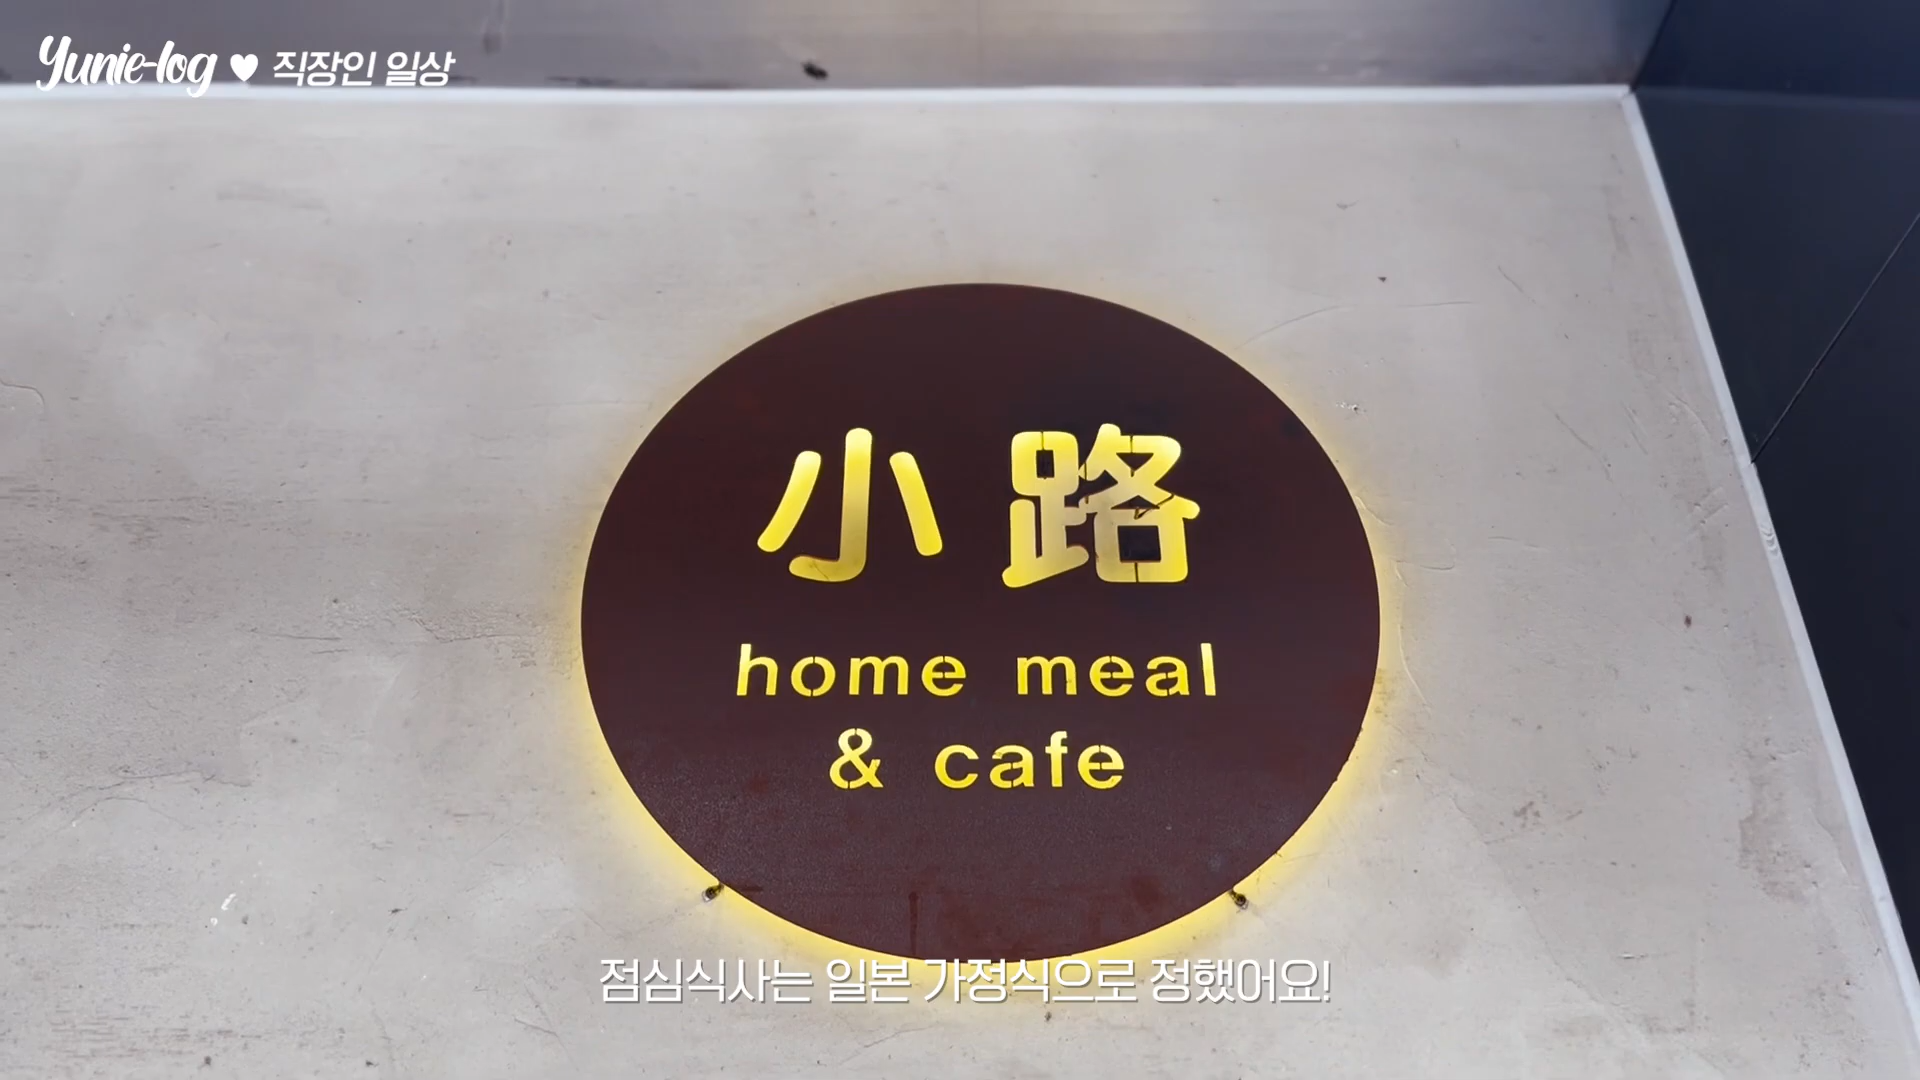 Yunie-log ♥ 직장인 일상
小路
home meal
& cafe
점심식사는 일본 가정식으로 정했어요!